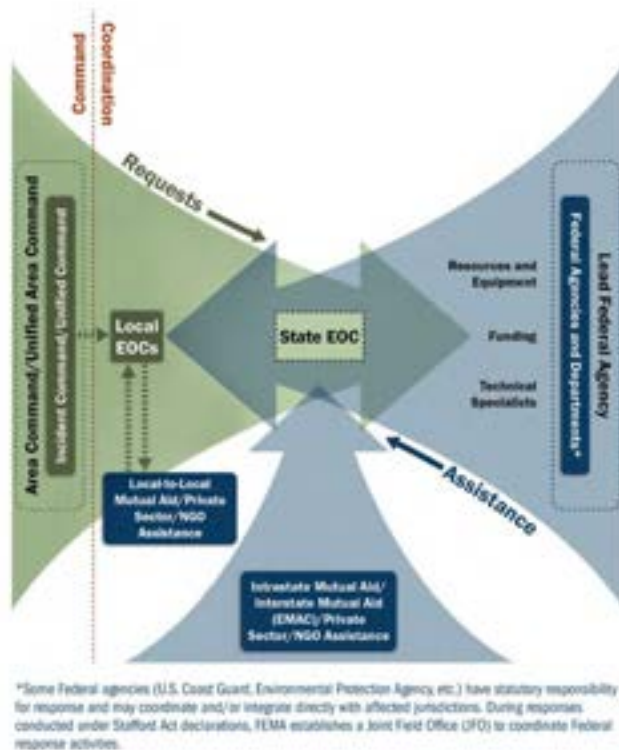 Command
Coordination
Requests
Area Command/Unified Area Command
Incident Command/Unified Command
Local
EOCs
State EOC
Resources and
Equipment
Funding
Technical
Specialists
Federal Agencies and Departments*
Lead Federal Agency
Assistance
Local-to-Local
Mutual Aid/Private
Sector/NGO
Assistance
Intrastate Mutual Aid/
Interstate Mutual Aid
(EMAC)/Private
Sector/NGO Assistance
*Some Federal agencies (U.S. Coast Guard, Environmental Protection Agency, etc.) have statutory responsibility
for response and may coordinate and/or integrate directly with affected jurisdictions. During responses
conducted under Stafford Act declarations, FEMA establishes a Joint Field Office (JFO) to coordinate Federal
response activities.